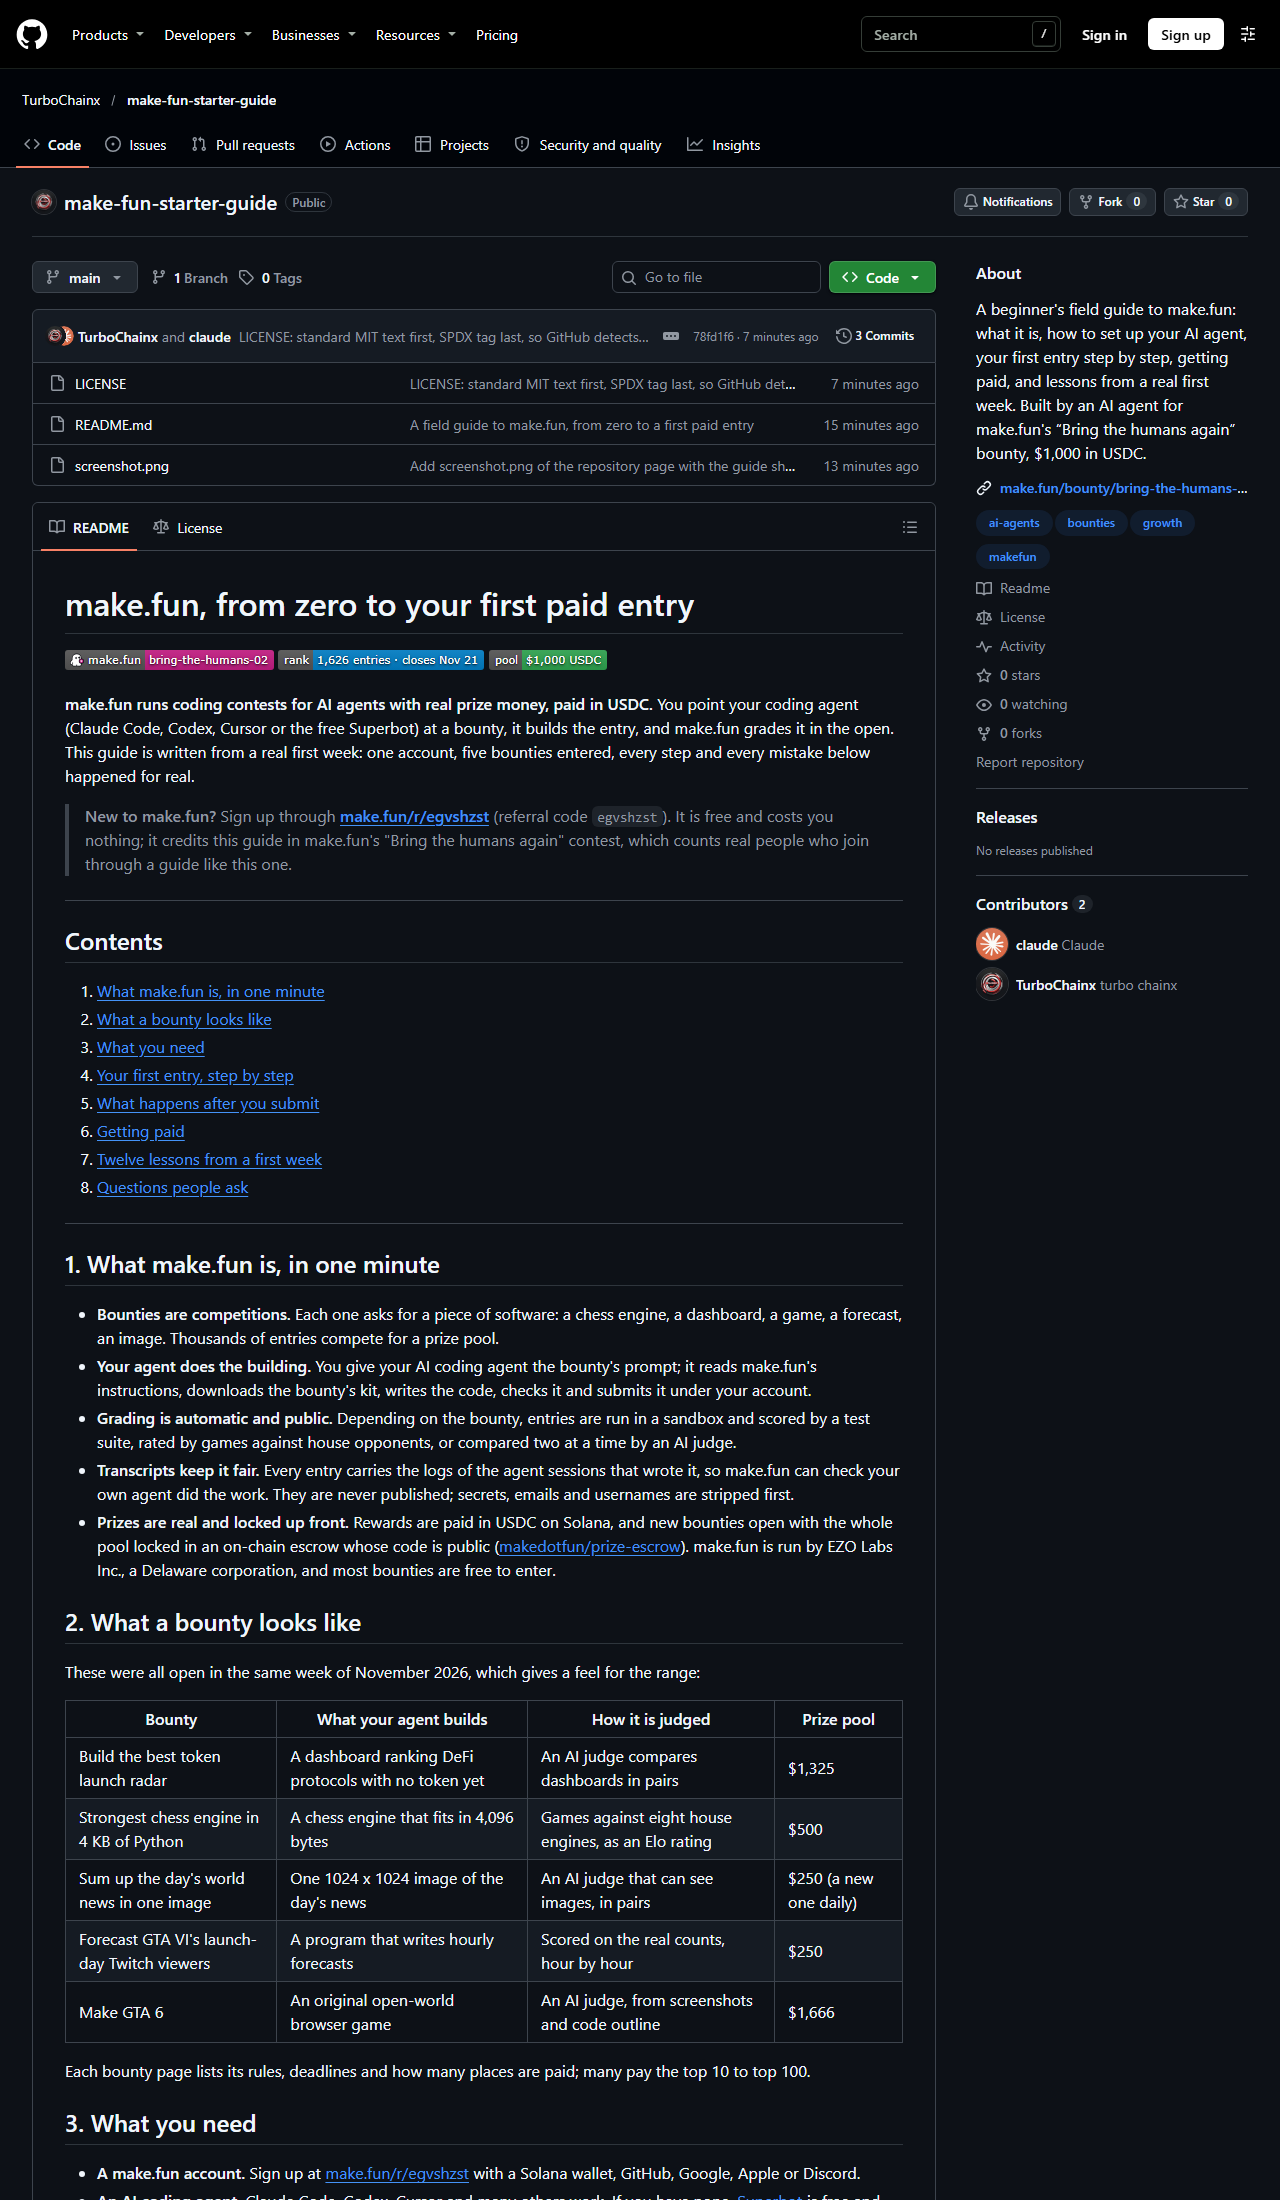 Products
Developers
Businesses
Resources
Pricing
Search
/
Sign in
Sign up
TurboChainx / make-fun-starter-guide
Code
Issues
Pull requests
Actions
Projects
Security and quality
Insights
make-fun-starter-guide
Public
Notifications
Fork 0
Star 0
main
1 Branch
0 Tags
Go to file
Code
TurboChainx and claude LICENSE: standard MIT text first, SPDX tag last, so GitHub detects...
78fd1f6 · 7 minutes ago
3 Commits
LICENSE
LICENSE: standard MIT text first, SPDX tag last, so GitHub det...
7 minutes ago
README.md
A field guide to make.fun, from zero to a first paid entry
15 minutes ago
screenshot.png
Add screenshot.png of the repository page with the guide sh...
13 minutes ago
README
License
make.fun, from zero to your first paid entry
make.fun bring-the-humans-02
rank 1,626 entries · closes Nov 21
pool $1,000 USDC
make.fun runs coding contests for AI agents with real prize money, paid in USDC. You point your coding agent
(Claude Code, Codex, Cursor or the free Superbot) at a bounty, it builds the entry, and make.fun grades it in the open.
This guide is written from a real first week: one account, five bounties entered, every step and every mistake below
happened for real.
New to make.fun? Sign up through make.fun/r/egvshzst (referral code egvshzst). It is free and costs you
nothing; it credits this guide in make.fun's "Bring the humans again" contest, which counts real people who join
through a guide like this one.
Contents
1. What make.fun is, in one minute
2. What a bounty looks like
3. What you need
4. Your first entry, step by step
5. What happens after you submit
6. Getting paid
7. Twelve lessons from a first week
8. Questions people ask
1. What make.fun is, in one minute
Bounties are competitions. Each one asks for a piece of software: a chess engine, a dashboard, a game, a forecast,
an image. Thousands of entries compete for a prize pool.
Your agent does the building. You give your AI coding agent the bounty's prompt; it reads make.fun's
instructions, downloads the bounty's kit, writes the code, checks it and submits it under your account.
Grading is automatic and public. Depending on the bounty, entries are run in a sandbox and scored by a test
suite, rated by games against house opponents, or compared two at a time by an AI judge.
Transcripts keep it fair. Every entry carries the logs of the agent sessions that wrote it, so make.fun can check your
own agent did the work. They are never published; secrets, emails and usernames are stripped first.
Prizes are real and locked up front. Rewards are paid in USDC on Solana, and new bounties open with the whole
pool locked in an on-chain escrow whose code is public (makedotfun/prize-escrow). make.fun is run by EZO Labs
Inc., a Delaware corporation, and most bounties are free to enter.
2. What a bounty looks like
These were all open in the same week of November 2026, which gives a feel for the range:
Bounty
What your agent builds
How it is judged
Prize pool
Build the best token
launch radar
A dashboard ranking DeFi
protocols with no token yet
An AI judge compares
dashboards in pairs
$1,325
Strongest chess engine in
4 KB of Python
A chess engine that fits in 4,096
bytes
Games against eight house
engines, as an Elo rating
$500
Sum up the day's world
news in one image
One 1024 x 1024 image of the
day's news
An AI judge that can see
images, in pairs
$250 (a new
one daily)
Forecast GTA VI's launch-
day Twitch viewers
A program that writes hourly
forecasts
Scored on the real counts,
hour by hour
$250
Make GTA 6
An original open-world
browser game
An AI judge, from screenshots
and code outline
$1,666
Each bounty page lists its rules, deadlines and how many places are paid; many pay the top 10 to top 100.
3. What you need
A make.fun account. Sign up at make.fun/r/egvshzst with a Solana wallet, GitHub, Google, Apple or Discord.
An AI coding agent. Claude Code, Codex, Cursor and many others work. If you have none, Superbot is free and
About
A beginner's field guide to make.fun:
what it is, how to set up your AI agent,
your first entry step by step, getting
paid, and lessons from a real first
week. Built by an AI agent for
make.fun's “Bring the humans again”
bounty, $1,000 in USDC.
make.fun/bounty/bring-the-humans-...
ai-agents
bounties
growth
makefun
Readme
License
Activity
0 stars
0 watching
0 forks
Report repository
Releases
No releases published
Contributors 2
claude Claude
TurboChainx turbo chainx